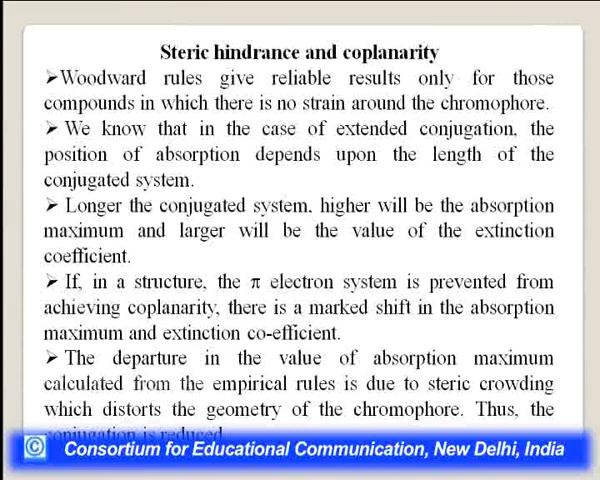 Steric hindrance and coplanarity
➢Woodward rules give reliable results only for those
compounds in which there is no strain around the chromophore.
➢ We know that in the case of extended conjugation, the
position of absorption depends upon the length of the
conjugated system.
➢ Longer the conjugated system, higher will be the absorption
maximum and larger will be the value of the extinction
coefficient.
➢ If, in a structure, the π electron system is prevented from
achieving coplanarity, there is a marked shift in the absorption
maximum and extinction co-efficient.
➢ The departure in the value of absorption maximum
calculated from the empirical rules is due to steric crowding
which distorts the geometry of the chromophore. Thus, the
conjugation is reduced
© Consortium for Educational Communication, New Delhi, India